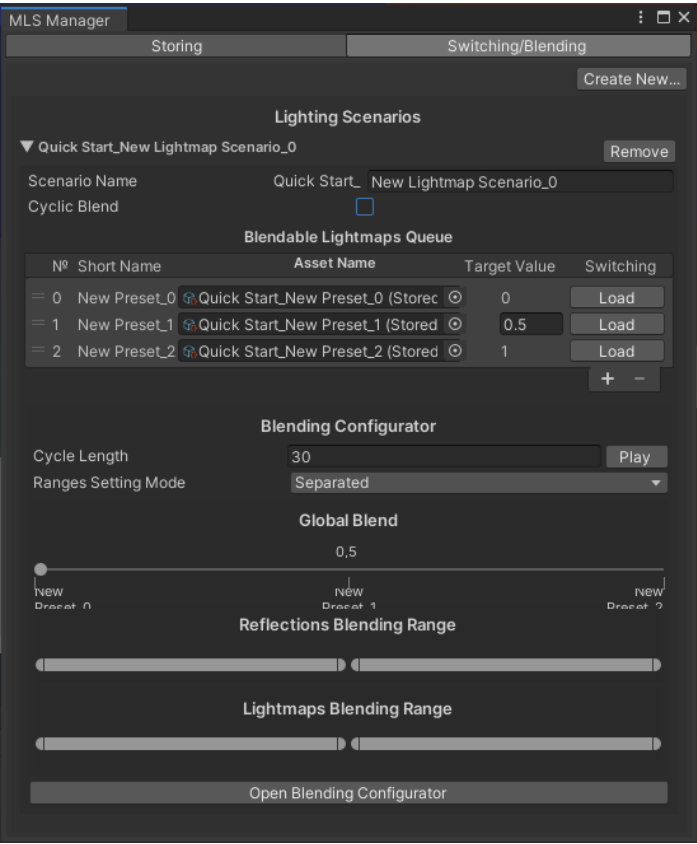 MLS Manager
Storing Switching/Blending
Create New...
Lighting Scenarios
Quick Start_New Lightmap Scenario_0
Remove
Scenario Name Quick Start_ New Lightmap Scenario_0
Cyclic Blend
Blendable Lightmaps Queue
Nº Short Name Asset Name Target Value Switching
0 New Preset_0 Quick Start_New Preset_0 (Storec 0 Load
1 New Preset_1 Quick Start_New Preset_1 (Stored 0.5 Load
2 New Preset_2 Quick Start_New Preset_2 (Stored 1 Load
+ −
Blending Configurator
Cycle Length 30 Play
Ranges Setting Mode Separated
Global Blend
0,5
New New New
Preset_0 Preset_1 Preset_2
Reflections Blending Range
Lightmaps Blending Range
Open Blending Configurator